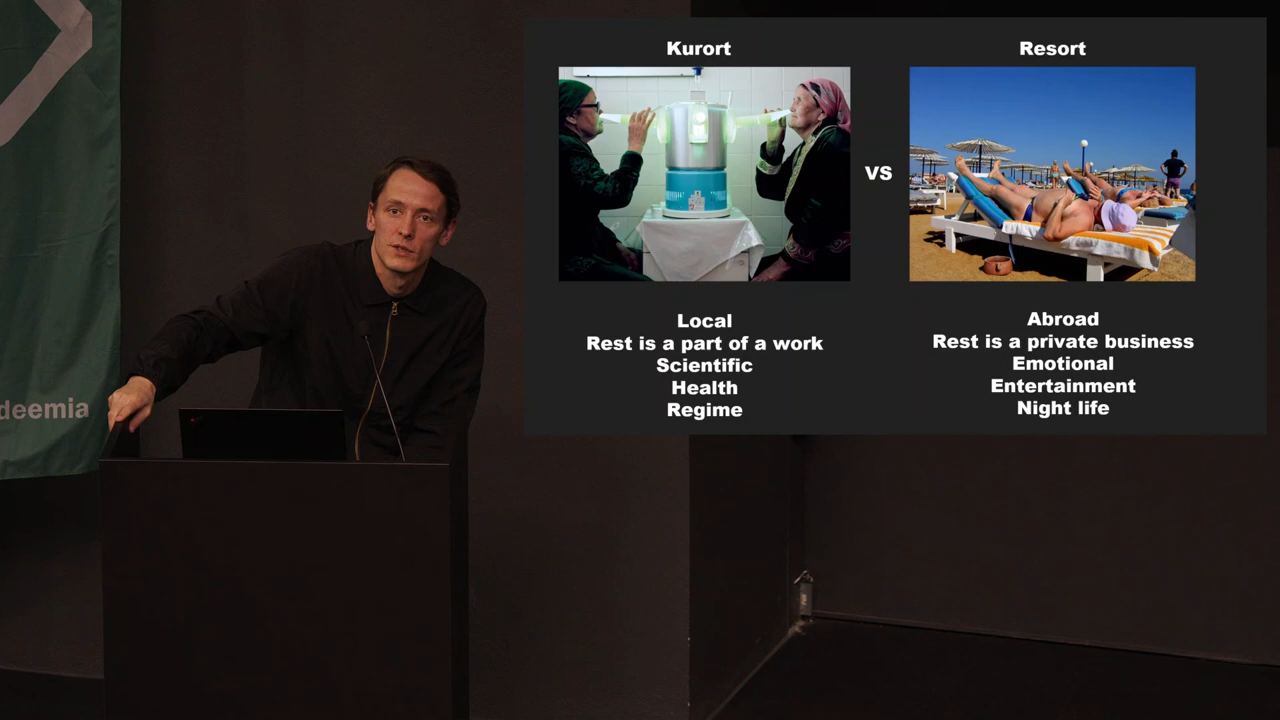 deemia
Kurort
Resort
vs
Local
Rest is a part of a work
Scientific
Health
Regime
Abroad
Rest is a private business
Emotional
Entertainment
Night life